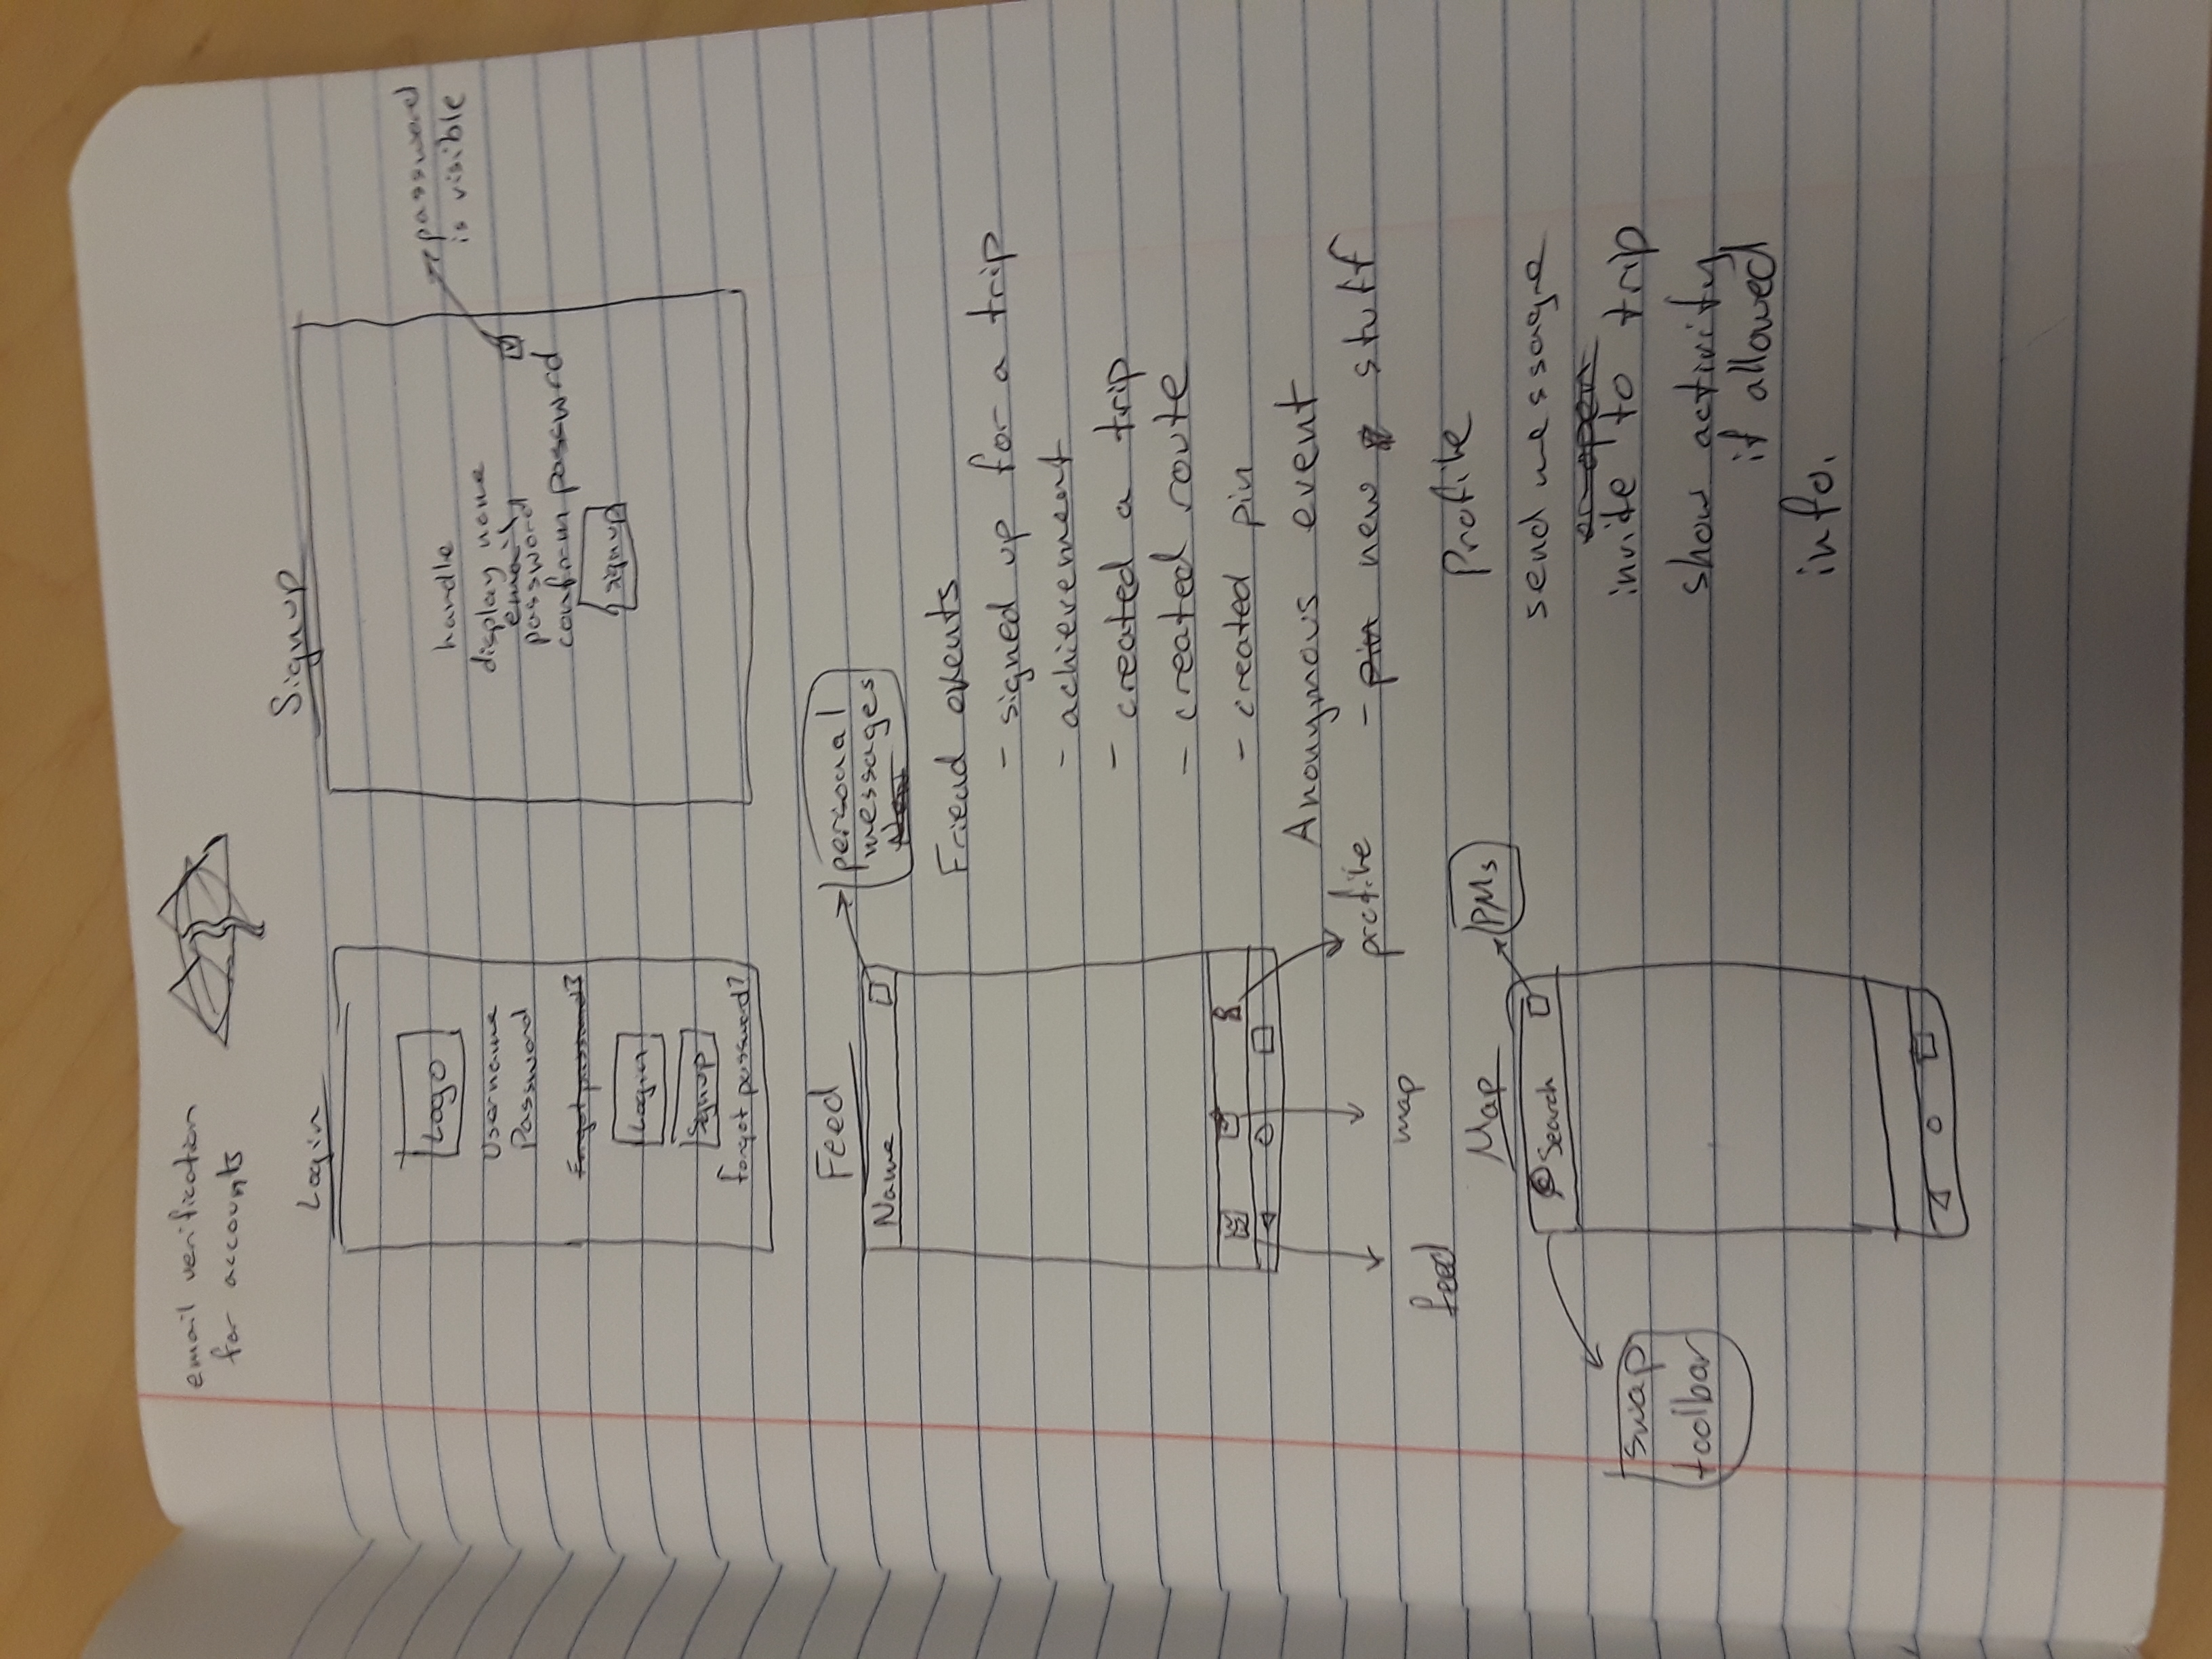 email verification
for accounts
Login
Logo
Username
Password
Forgot password?
Login
Signup
forgot password?
Signup
handle
display name
email
password
confirm passwrd
signup
password
is visible
Feed
Name
personal
messages
New
Friend events
- signed up for a trip
- achievement
- created a trip
- created route
- created pin
Anonymous event
- pin new stuff
feed
map
profile
Map
Search
PMs
swap
toolbar
Profile
send message
or open
invite to trip
show activity
if allowed
info.